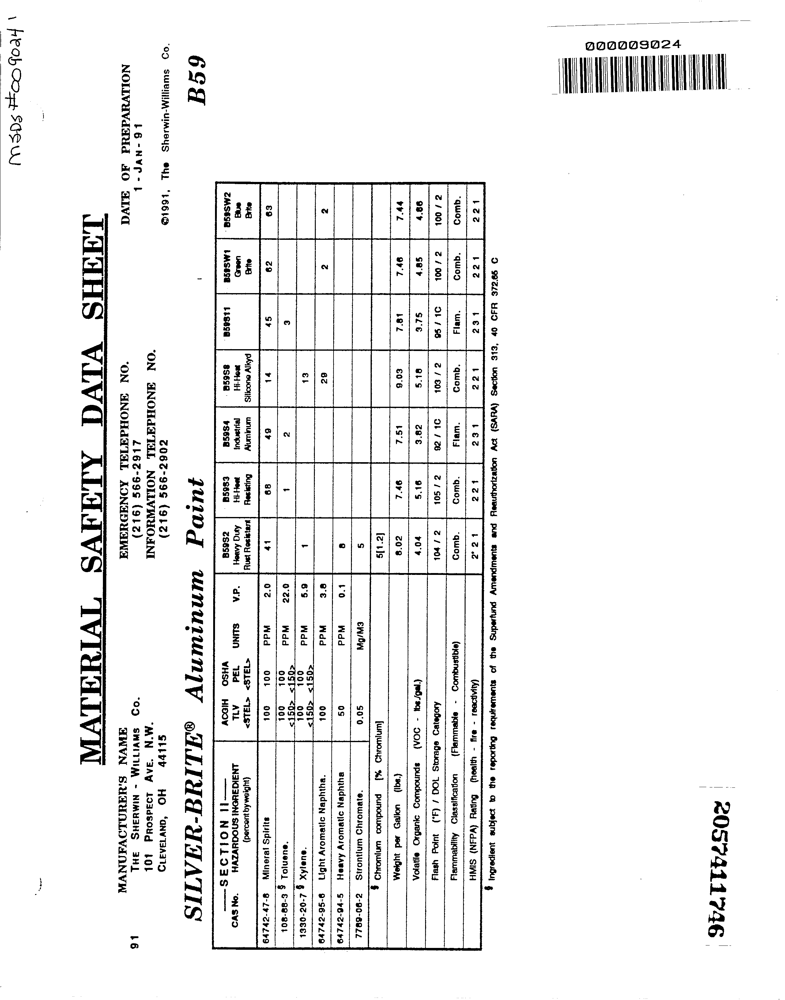 MSDS #0090241
000009024
MATERIAL SAFETY DATA SHEET
91
MANUFACTURER'S NAME
THE SHERWIN - WILLIAMS CO.
101 PROSPECT AVE. N.W.
CLEVELAND, OH 44115
EMERGENCY TELEPHONE NO.
(216) 566-2917
INFORMATION TELEPHONE NO.
(216) 566-2902
DATE OF PREPARATION
1 - JAN - 91
©1991, The Sherwin-Williams Co.
SILVER-BRITE® Aluminum Paint B59
SECTION II
CAS No. HAZARDOUS INGREDIENT (percent by weight) ACGIH TLV <STEL> OSHA PEL <STEL> UNITS V.P. B59S2 Heavy Duty Rust Resistant B59S3 Hi-Heat Resisting B59S4 Industrial Aluminum B59S8 Hi-Heat Silicone Alkyd B59S11 B59SW1 Green Brite B59SW2 Blue Brite
64742-47-8 Mineral Spirits 100 100 PPM 2.0 41 68 49 14 45 62 63
108-88-3 § Toluene. 100 <150> 100 <150> PPM 22.0 1 2 3
1330-20-7 § Xylene. 100 <150> 100 <150> PPM 5.9 1 13
64742-95-6 Light Aromatic Naphtha. 100 PPM 3.8 29 2 2
64742-94-5 Heavy Aromatic Naphtha 50 PPM 0.1 8
7789-06-2 Strontium Chromate. 0.05 Mg/M3 5
§ Chromium compound [% Chromium] 5[1.2]
Weight per Gallon (lbs.) 8.02 7.46 7.51 9.03 7.81 7.46 7.44
Volatile Organic Compounds (VOC - lbs./gal.) 4.04 5.16 3.82 5.18 3.75 4.85 4.86
Flash Point (°F) / DOL Storage Category 104 / 2 105 / 2 92 / 1C 103 / 2 95 / 1C 100 / 2 100 / 2
Flammability Classification (Flammable - Combustible) Comb. Comb. Flam. Comb. Flam. Comb. Comb.
HMIS (NFPA) Rating (health - fire - reactivity) 2* 2 1 2 2 1 2 3 1 2 2 1 2 3 1 2 2 1 2 2 1
§ Ingredient subject to the reporting requirements of the Superfund Amendments and Reauthorization Act (SARA) Section 313, 40 CFR 372.65 C
2057411746